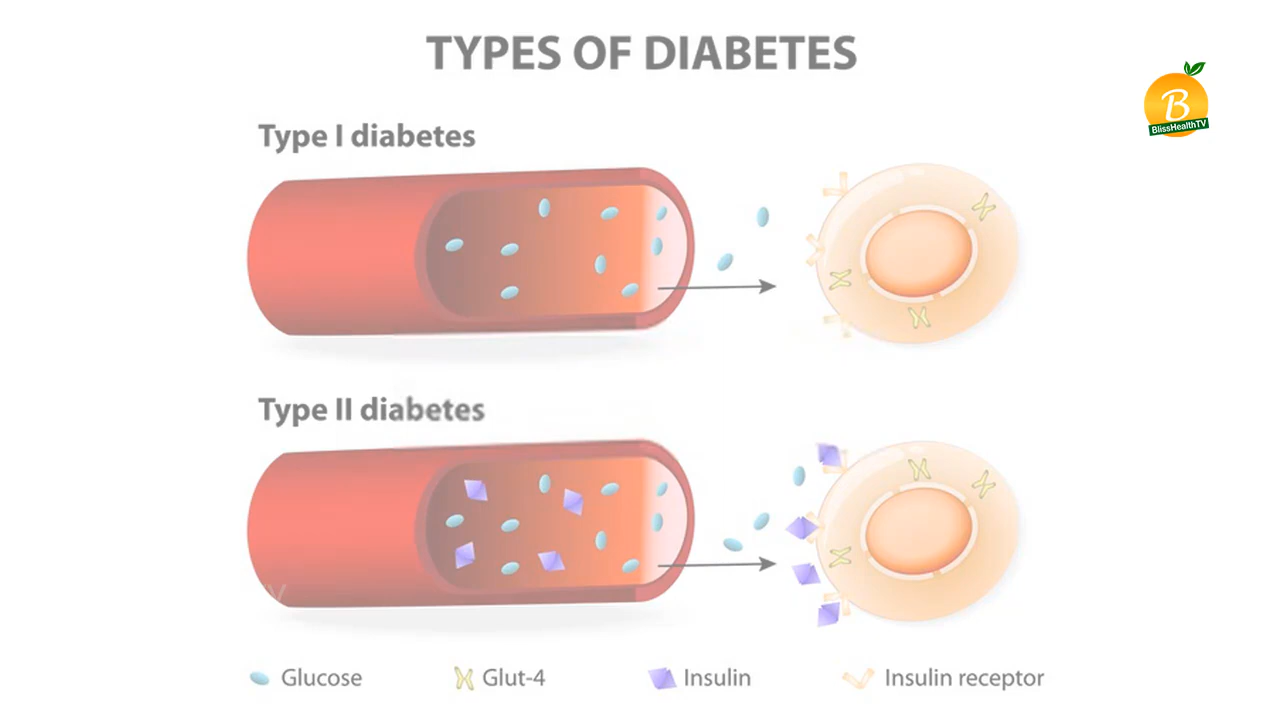 TYPES OF DIABETES
B
BlissHealthTV
Type I diabetes
Type II diabetes
Glucose
Glut-4
Insulin
Insulin receptor